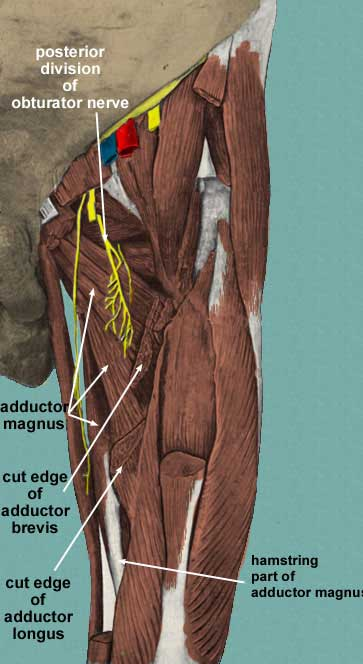 posterior
division
of
obturator nerve
adductor
magnus
cut edge
of
adductor
brevis
cut edge
of
adductor
longus
hamstring
part of
adductor magnus